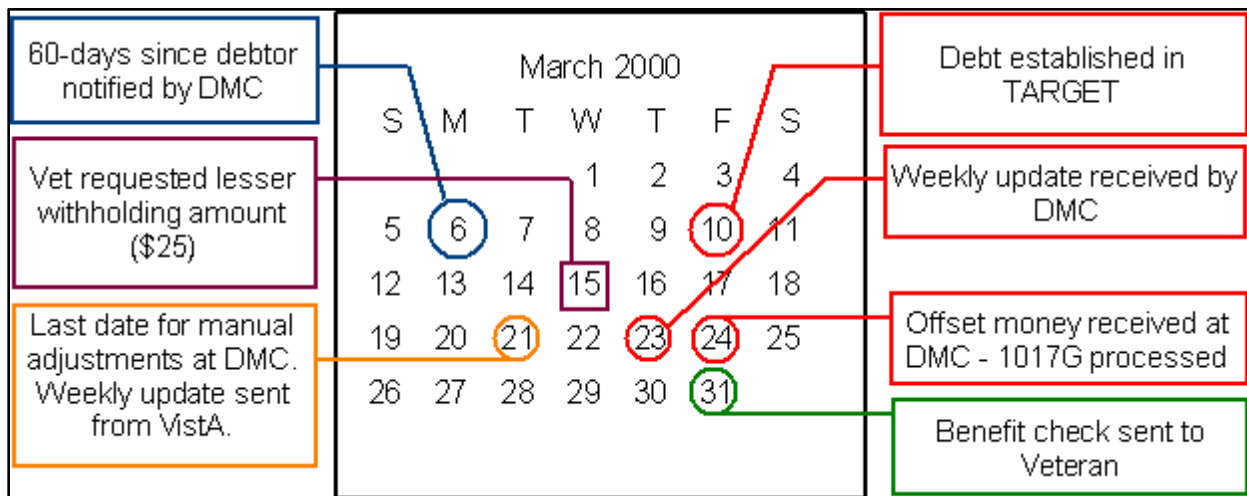 60-days since debtor
notified by DMC
Vet requested lesser
withholding amount
($25)
Last date for manual
adjustments at DMC.
Weekly update sent
from VistA.
March 2000
S M T W T F S
1 2 3 4
5 6 7 8 9 10 11
12 13 14 15 16 17 18
19 20 21 22 23 24 25
26 27 28 29 30 31
Debt established in
TARGET
Weekly update received by
DMC
Offset money received at
DMC - 1017G processed
Benefit check sent to
Veteran